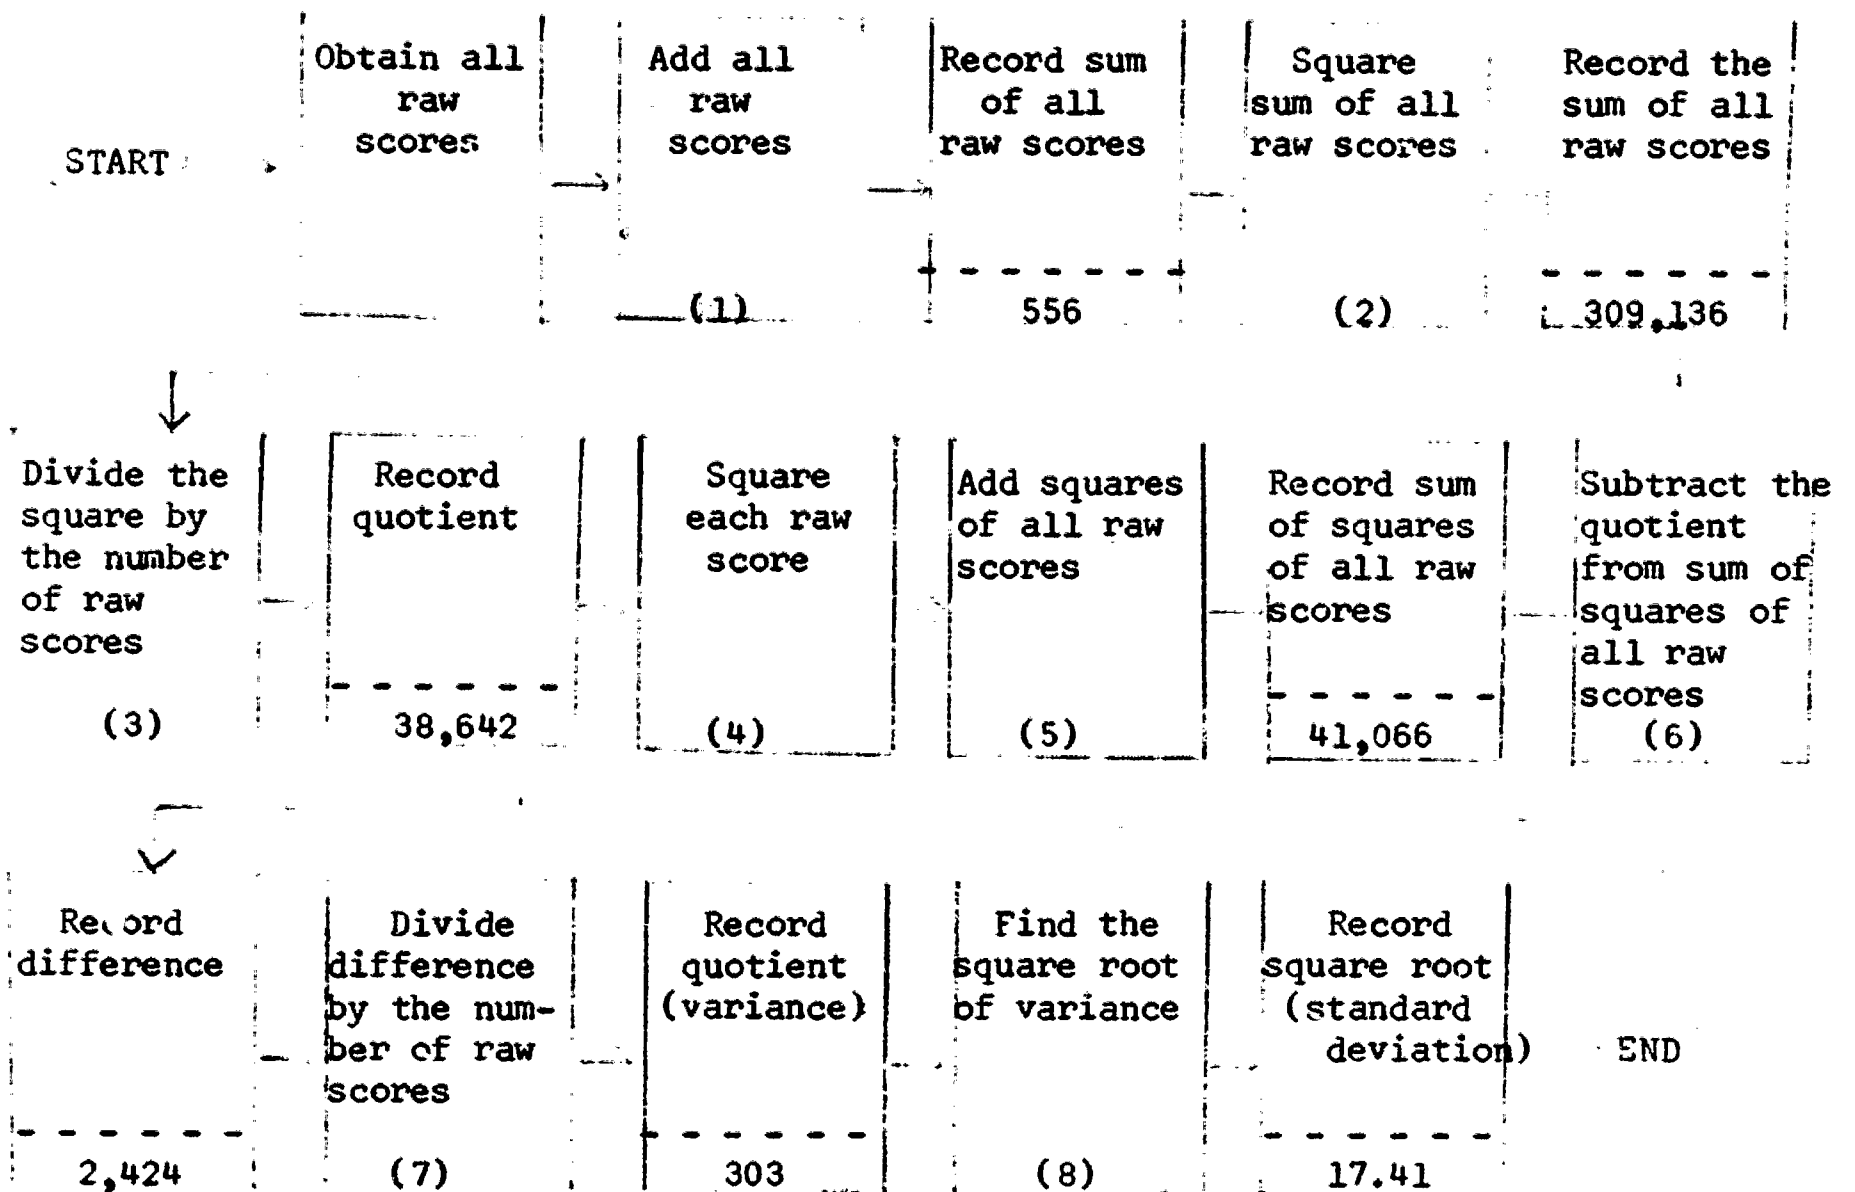 START
Obtain all
raw
scores
Add all
raw
scores
(1)
Record sum
of all
raw scores
556
Square
sum of all
raw scores
(2)
Record the
sum of all
raw scores
309,136
Divide the
square by
the number
of raw
scores
(3)
Record
quotient
38,642
Square
each raw
score
(4)
Add squares
of all raw
scores
(5)
Record sum
of squares
of all raw
scores
41,066
Subtract the
quotient
from sum of
squares of
all raw
scores
(6)
Record
difference
2,424
Divide
difference
by the num-
ber of raw
scores
(7)
Record
quotient
(variance)
303
Find the
square root
of variance
(8)
Record
square root
(standard
deviation)
17.41
END